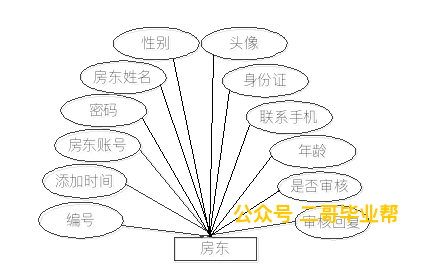 性别
头像
房东姓名
身份证
密码
联系手机
房东账号
年龄
添加时间
是否审核
编号
审核回复
公众号 二哥毕业帮
房东